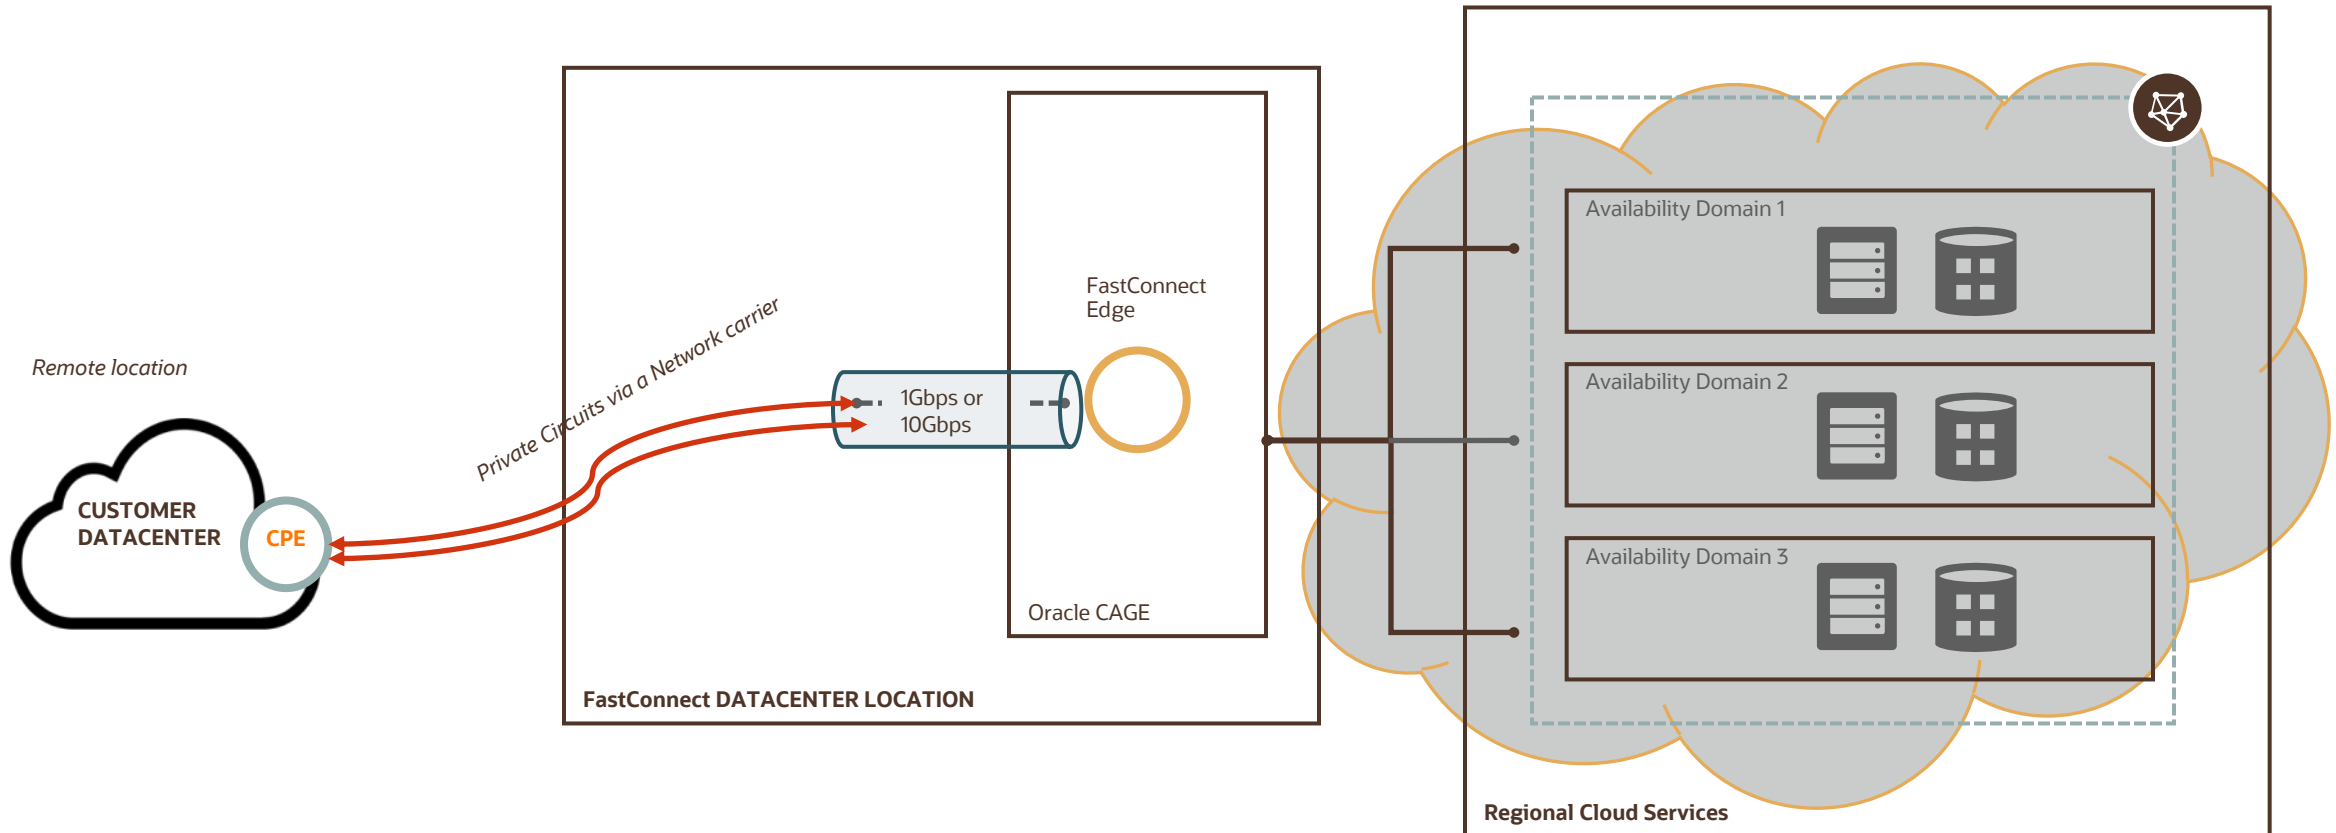 Remote location
CUSTOMER
DATACENTER
CPE
Private Circuits via a Network carrier
1Gbps or
10Gbps
FastConnect
Edge
Oracle CAGE
FastConnect DATACENTER LOCATION
Availability Domain 1
Availability Domain 2
Availability Domain 3
Regional Cloud Services